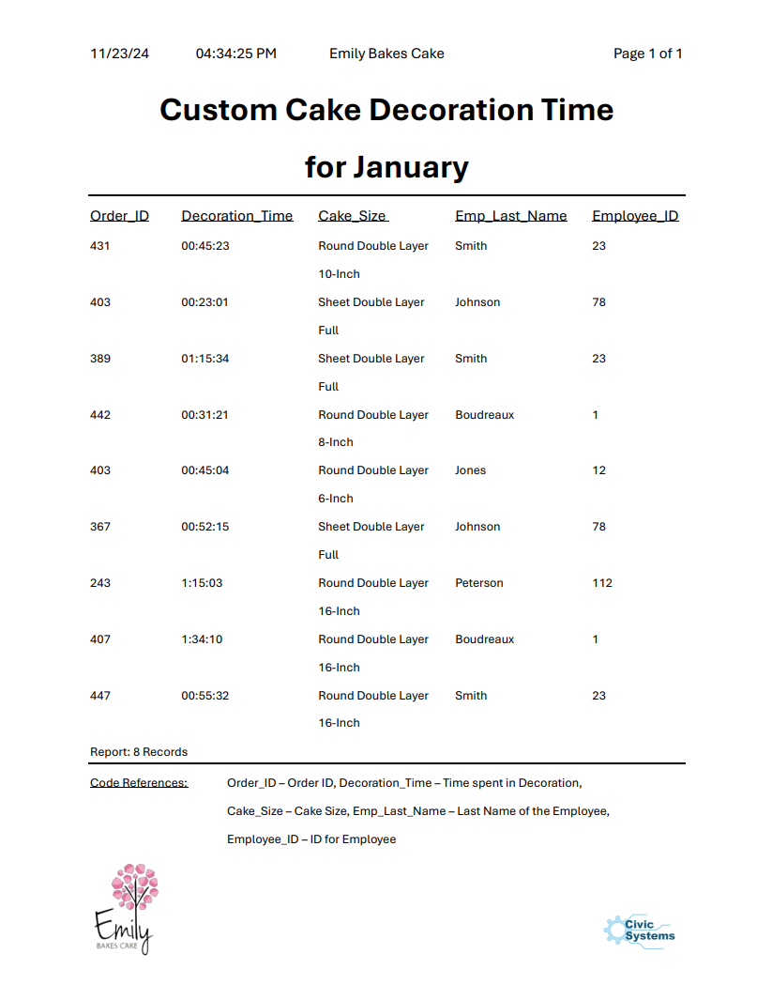 11/23/24 04:34:25 PM Emily Bakes Cake Page 1 of 1
Custom Cake Decoration Time
for January
Order_ID Decoration_Time Cake_Size Emp_Last_Name Employee_ID
431 00:45:23 Round Double Layer Smith 23
10-Inch
403 00:23:01 Sheet Double Layer Johnson 78
Full
389 01:15:34 Sheet Double Layer Smith 23
Full
442 00:31:21 Round Double Layer Boudreaux 1
8-Inch
403 00:45:04 Round Double Layer Jones 12
6-Inch
367 00:52:15 Sheet Double Layer Johnson 78
Full
243 1:15:03 Round Double Layer Peterson 112
16-Inch
407 1:34:10 Round Double Layer Boudreaux 1
16-Inch
447 00:55:32 Round Double Layer Smith 23
16-Inch
Report: 8 Records
Code References: Order_ID – Order ID, Decoration_Time – Time spent in Decoration,
Cake_Size – Cake Size, Emp_Last_Name – Last Name of the Employee,
Employee_ID – ID for Employee
Emily
BAKES CAKE
Civic
Systems